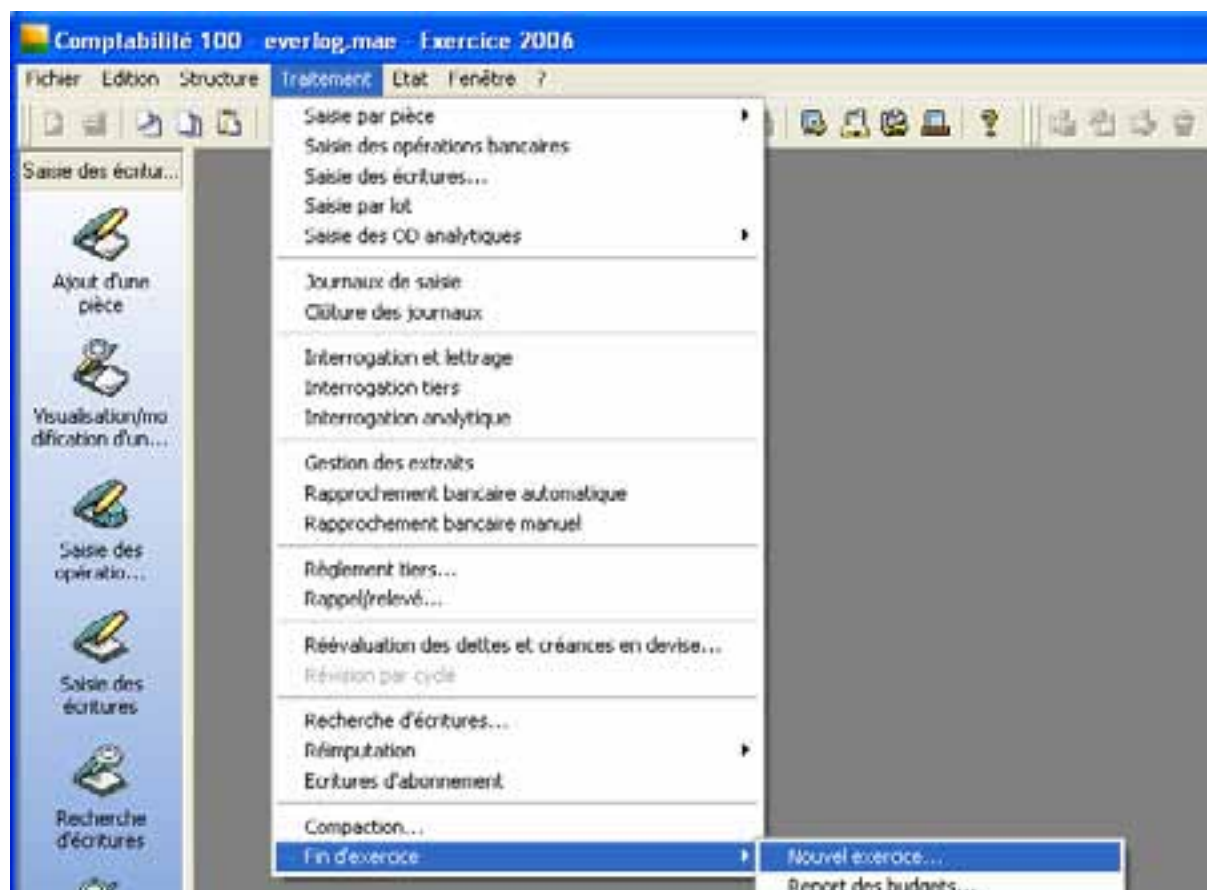 Comptabilité 100 - everlog.mae - Exercice 2006
Fichier Edition Structure Traitement Etat Fenêtre ?
Saisie des écritur...
Ajout d'une
pièce
Visualisation/mo
dification d'un...
Saisie des
opératio...
Saisie des
écritures
Recherche
d'écritures
Saisie par pièce
Saisie des opérations bancaires
Saisie des écritures...
Saisie par lot
Saisie des OD analytiques
Journaux de saisie
Clôture des journaux
Interrogation et lettrage
Interrogation tiers
Interrogation analytique
Gestion des extraits
Rapprochement bancaire automatique
Rapprochement bancaire manuel
Règlement tiers...
Rappel/relevé...
Réévaluation des dettes et créances en devise...
Révision par cycle
Recherche d'écritures...
Réimputation
Ecritures d'abonnement
Compaction...
Fin d'exercice
Nouvel exercice...
Report des budgets...